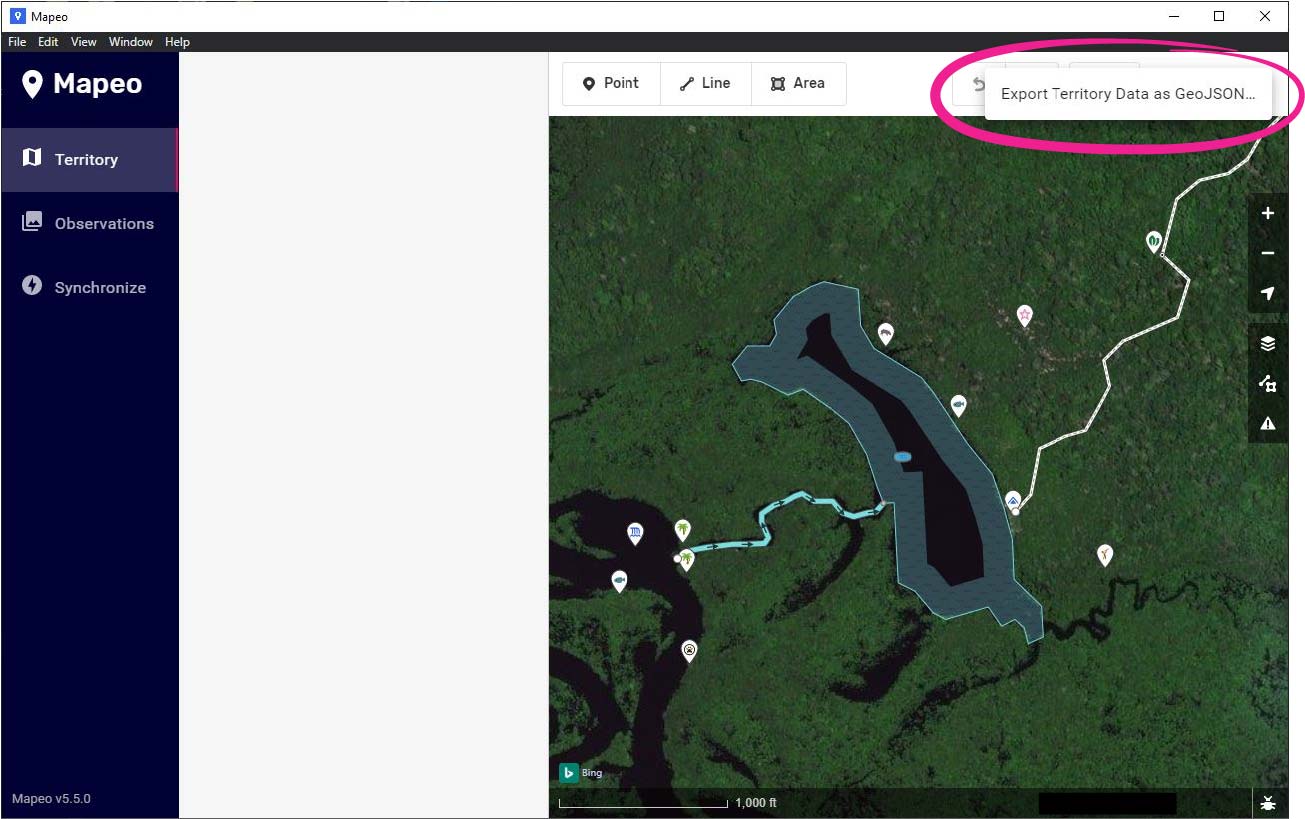 Mapeo
File Edit View Window Help
Mapeo
Point Line Area
Export Territory Data as GeoJSON...
Territory
Observations
Synchronize
Bing
Mapeo v5.5.0
1,000 ft